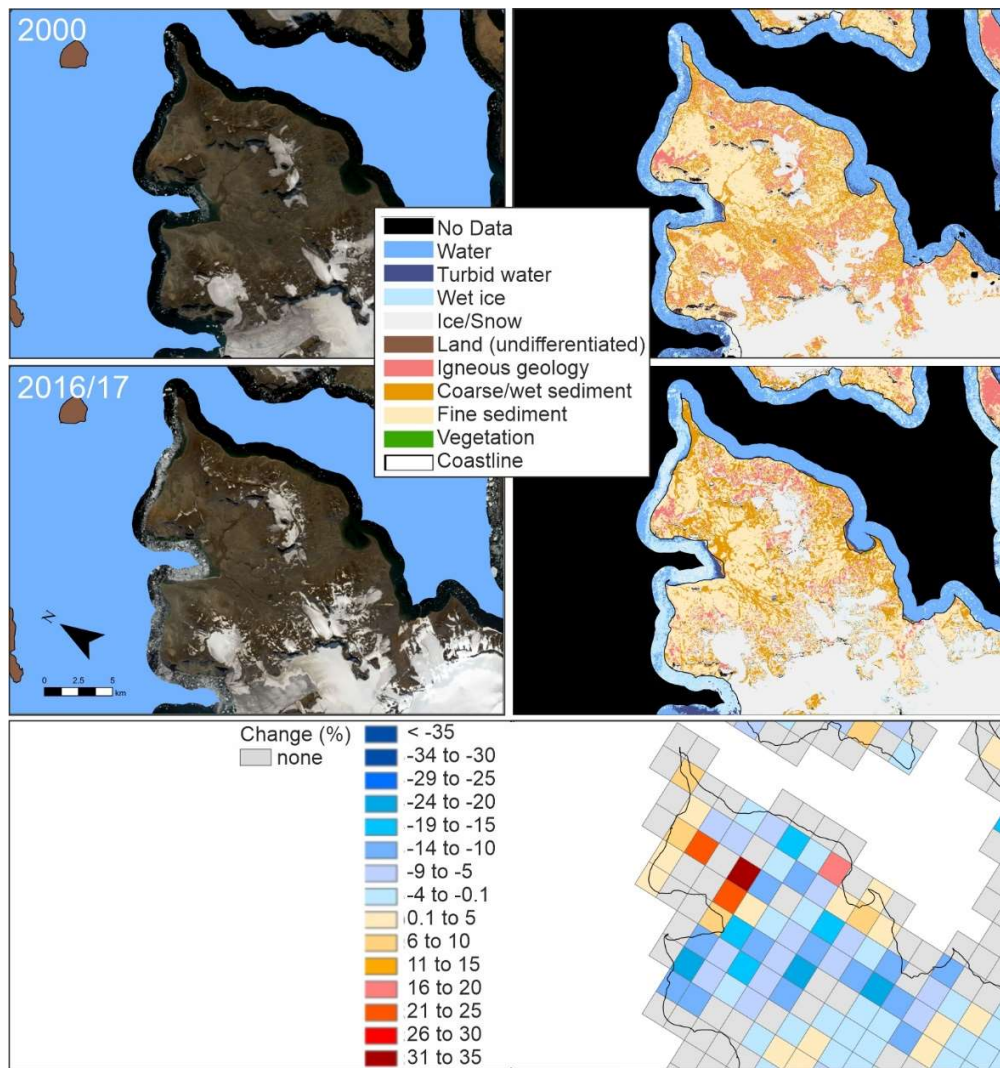 2000
No Data
Water
Turbid water
Wet ice
Ice/Snow
Land (undifferentiated)
Igneous geology
Coarse/wet sediment
Fine sediment
Vegetation
Coastline
2016/17
N
0 2.5 5
km
Change (%)
none
< -35
-34 to -30
-29 to -25
-24 to -20
-19 to -15
-14 to -10
-9 to -5
-4 to -0.1
0.1 to 5
6 to 10
11 to 15
16 to 20
21 to 25
26 to 30
31 to 35